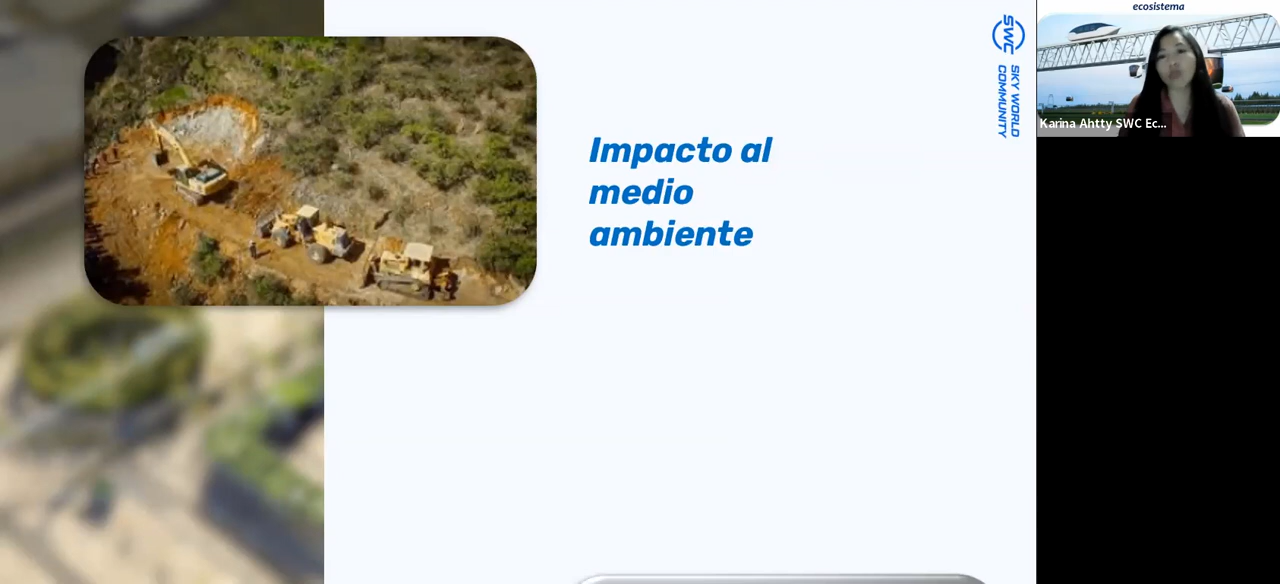 Impacto al
medio
ambiente
SWC
SKY WORLD
COMMUNITY
ecosistema
Karina Ahtty SWC Ec...